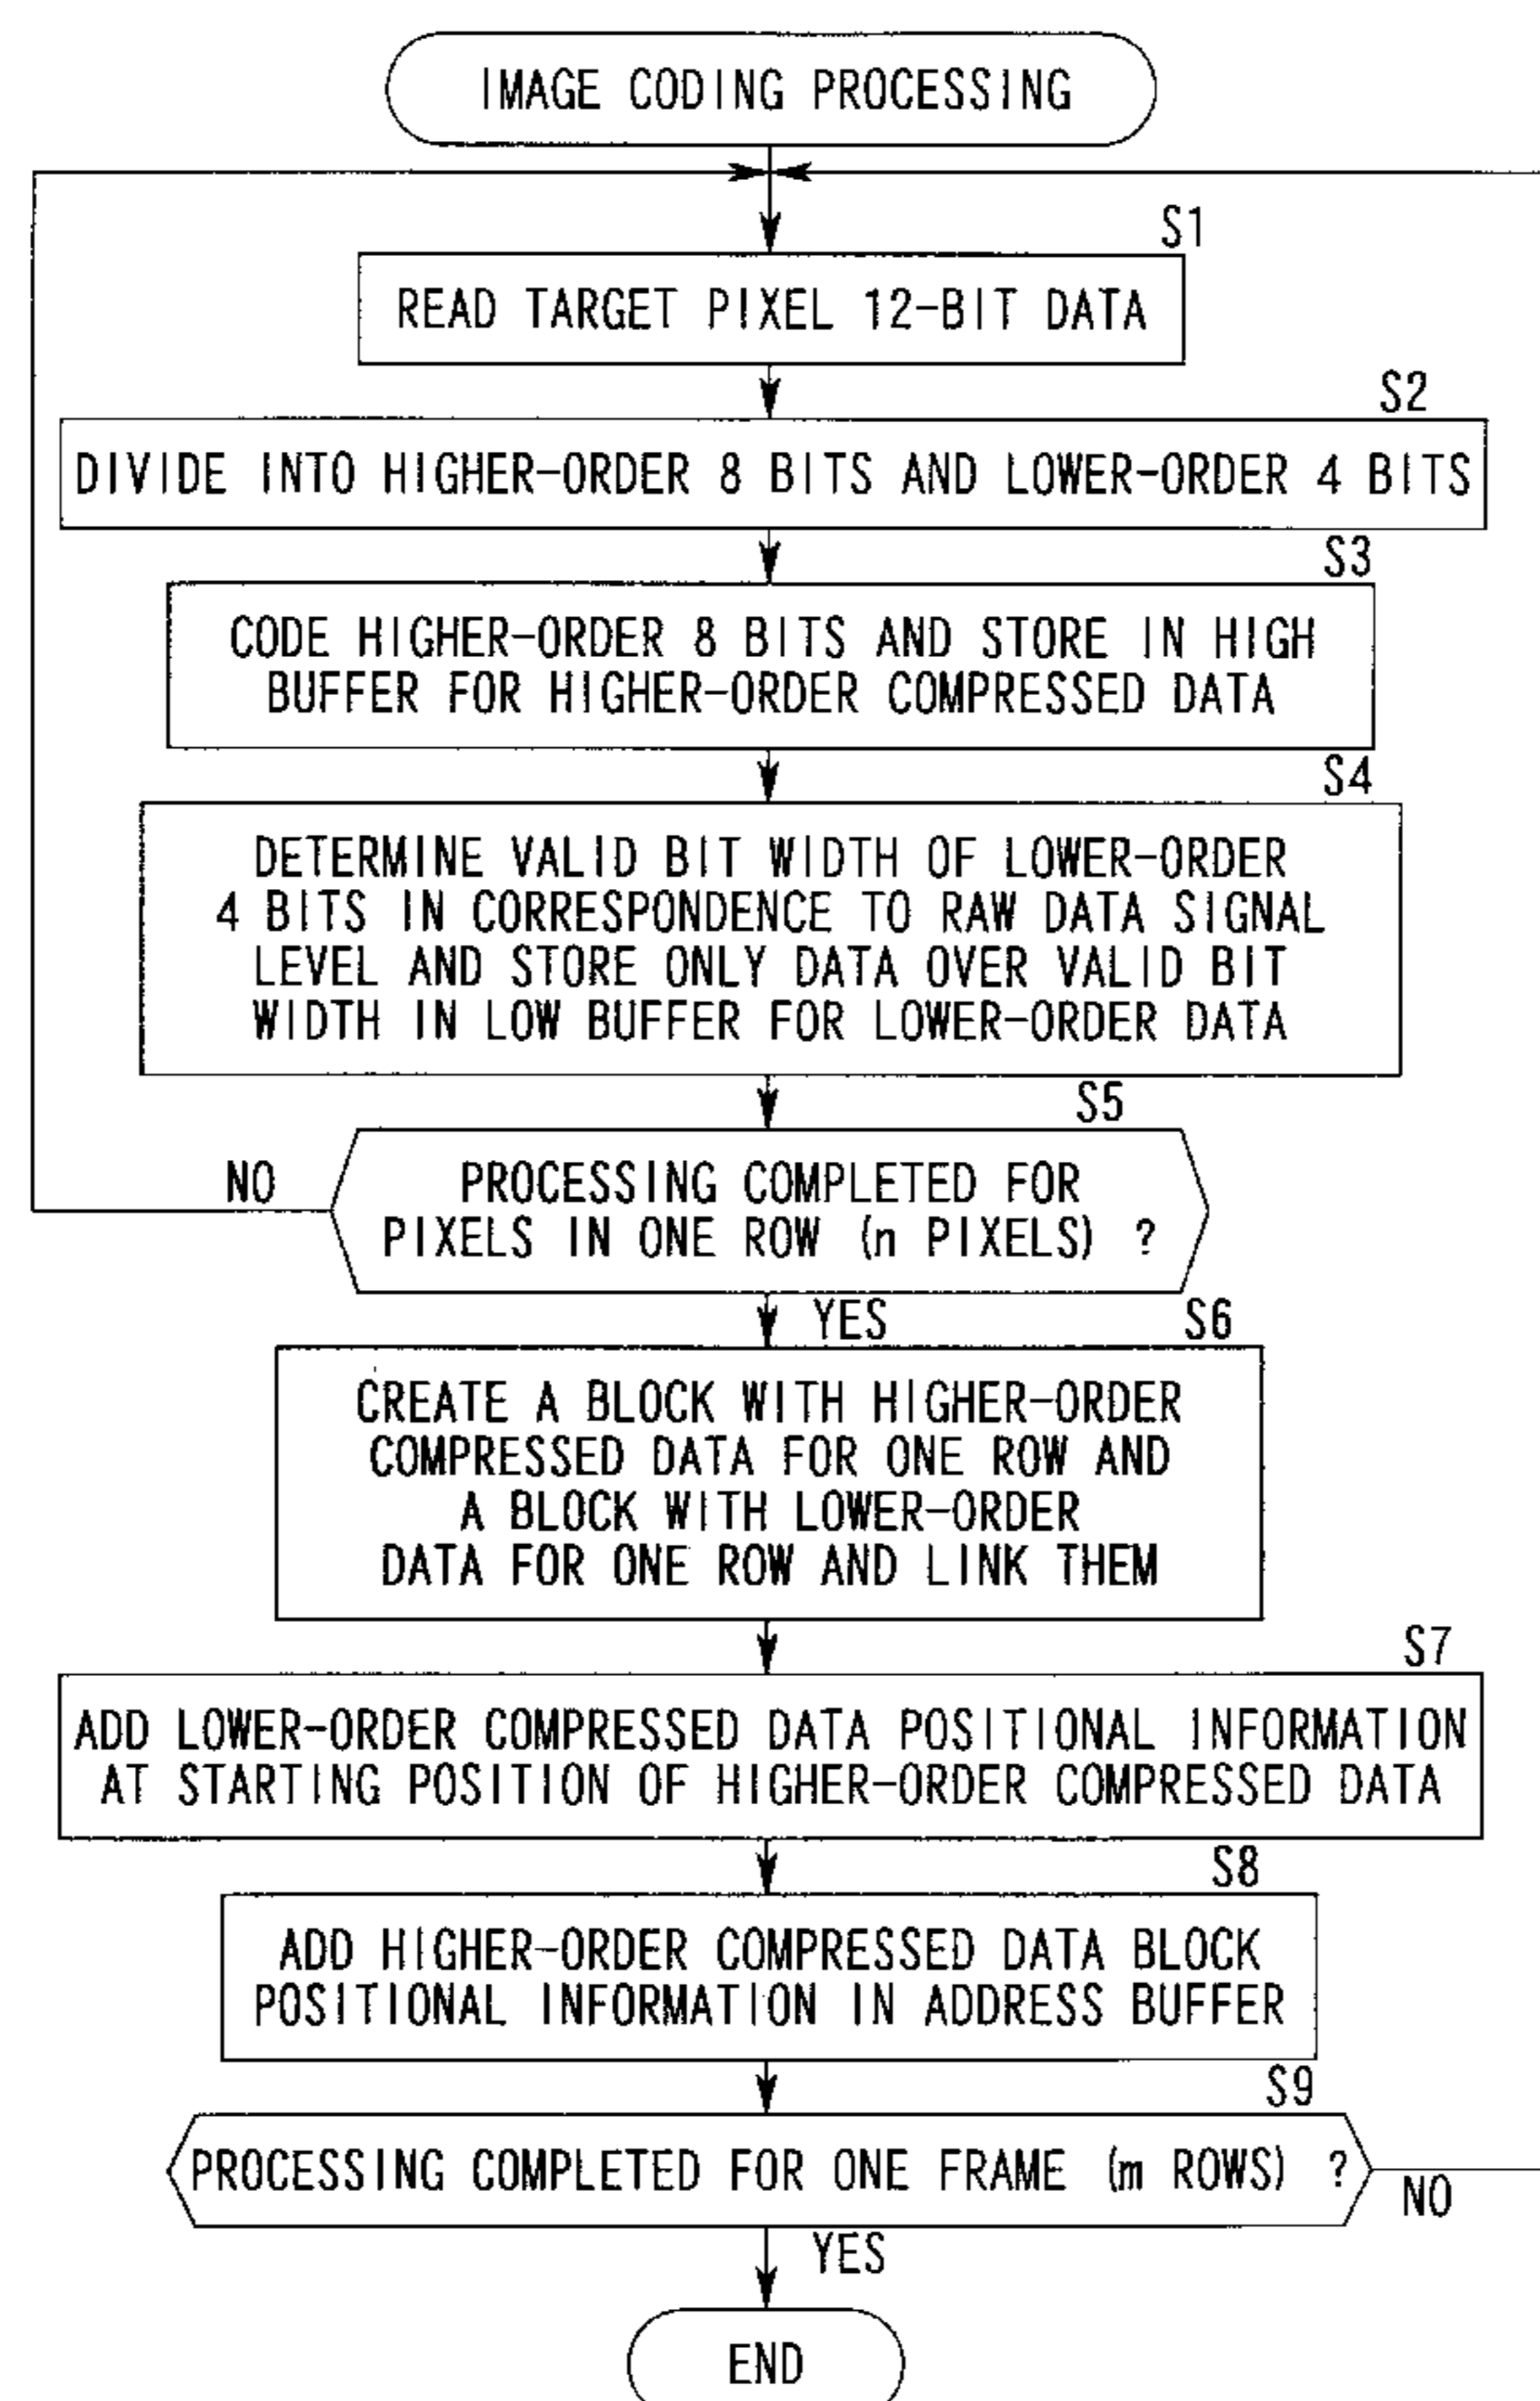 IMAGE CODING PROCESSING
S1
READ TARGET PIXEL 12-BIT DATA
S2
DIVIDE INTO HIGHER-ORDER 8 BITS AND LOWER-ORDER 4 BITS
S3
CODE HIGHER-ORDER 8 BITS AND STORE IN HIGH
BUFFER FOR HIGHER-ORDER COMPRESSED DATA
S4
DETERMINE VALID BIT WIDTH OF LOWER-ORDER
4 BITS IN CORRESPONDENCE TO RAW DATA SIGNAL
LEVEL AND STORE ONLY DATA OVER VALID BIT
WIDTH IN LOW BUFFER FOR LOWER-ORDER DATA
S5
NO
PROCESSING COMPLETED FOR
PIXELS IN ONE ROW (n PIXELS) ?
YES
S6
CREATE A BLOCK WITH HIGHER-ORDER
COMPRESSED DATA FOR ONE ROW AND
A BLOCK WITH LOWER-ORDER
DATA FOR ONE ROW AND LINK THEM
S7
ADD LOWER-ORDER COMPRESSED DATA POSITIONAL INFORMATION
AT STARTING POSITION OF HIGHER-ORDER COMPRESSED DATA
S8
ADD HIGHER-ORDER COMPRESSED DATA BLOCK
POSITIONAL INFORMATION IN ADDRESS BUFFER
S9
PROCESSING COMPLETED FOR ONE FRAME (m ROWS) ?
NO
YES
END